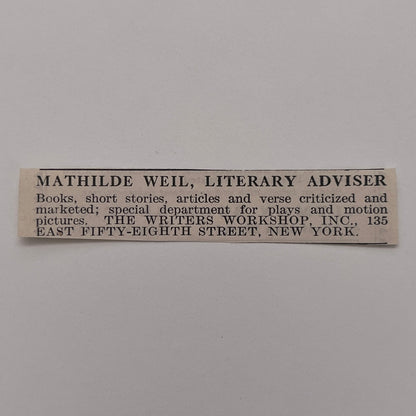 MATHILDE WEIL, LITERARY ADVISER
Books, short stories, articles and verse criticized and
marketed; special department for plays and motion
pictures. THE WRITERS WORKSHOP, INC., 135
EAST FIFTY-EIGHTH STREET, NEW YORK.